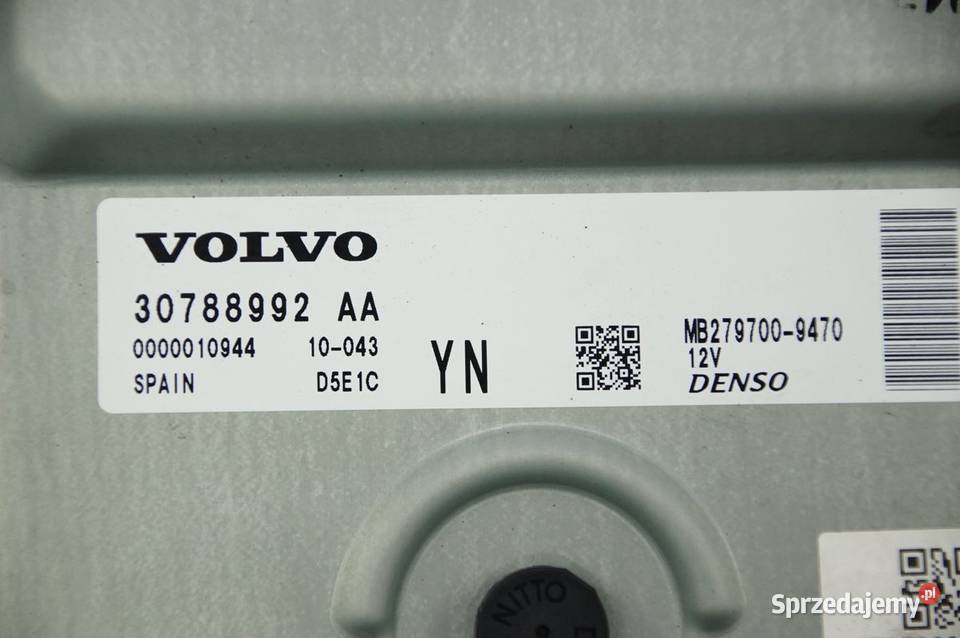 VOLVO
30788992 AA
0000010944 10-043
SPAIN D5E1C
YN
MB279700-9470
12V
DENSO
NITTO
Sprzedajemy.pl